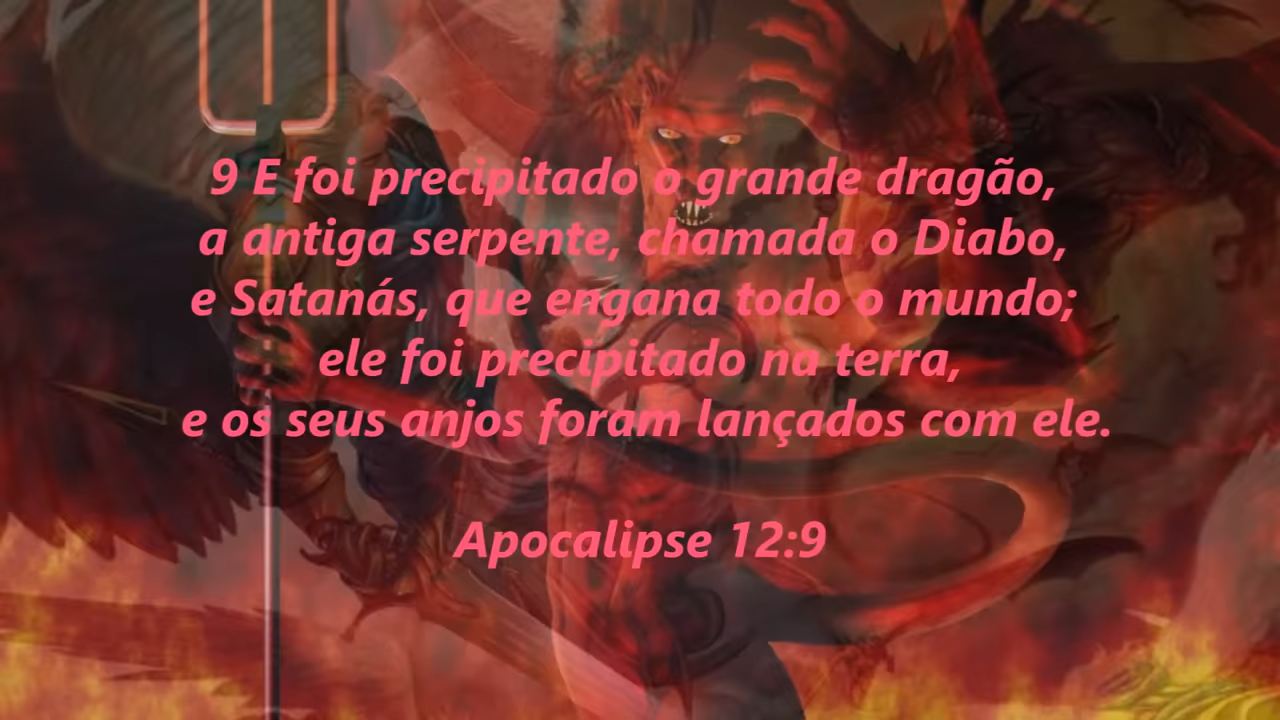 9 E foi precipitado o grande dragão,
a antiga serpente, chamada o Diabo,
e Satanás, que engana todo o mundo;
ele foi precipitado na terra,
e os seus anjos foram lançados com ele.
Apocalipse 12:9